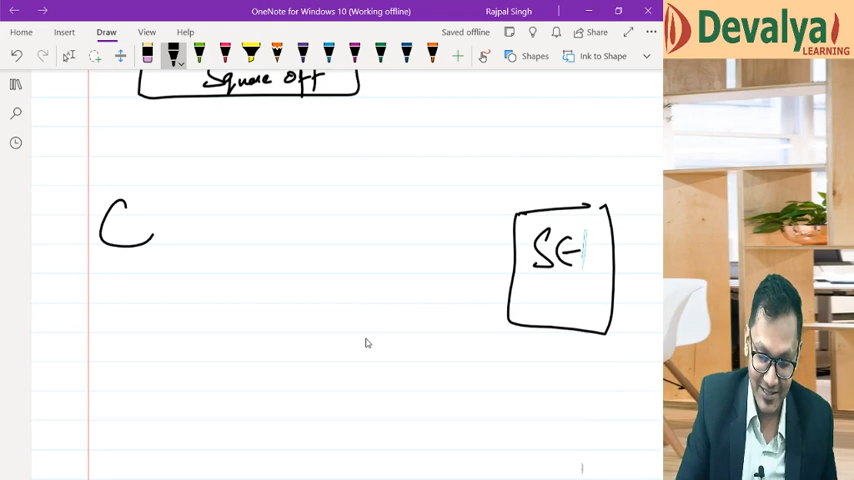 OneNote for Windows 10 (Working offline)
Rajpal Singh
Devalya
LEARNING
Home Insert Draw View Help
Saved offline
Share
Shapes
Ink to Shape
Square off
C
SE